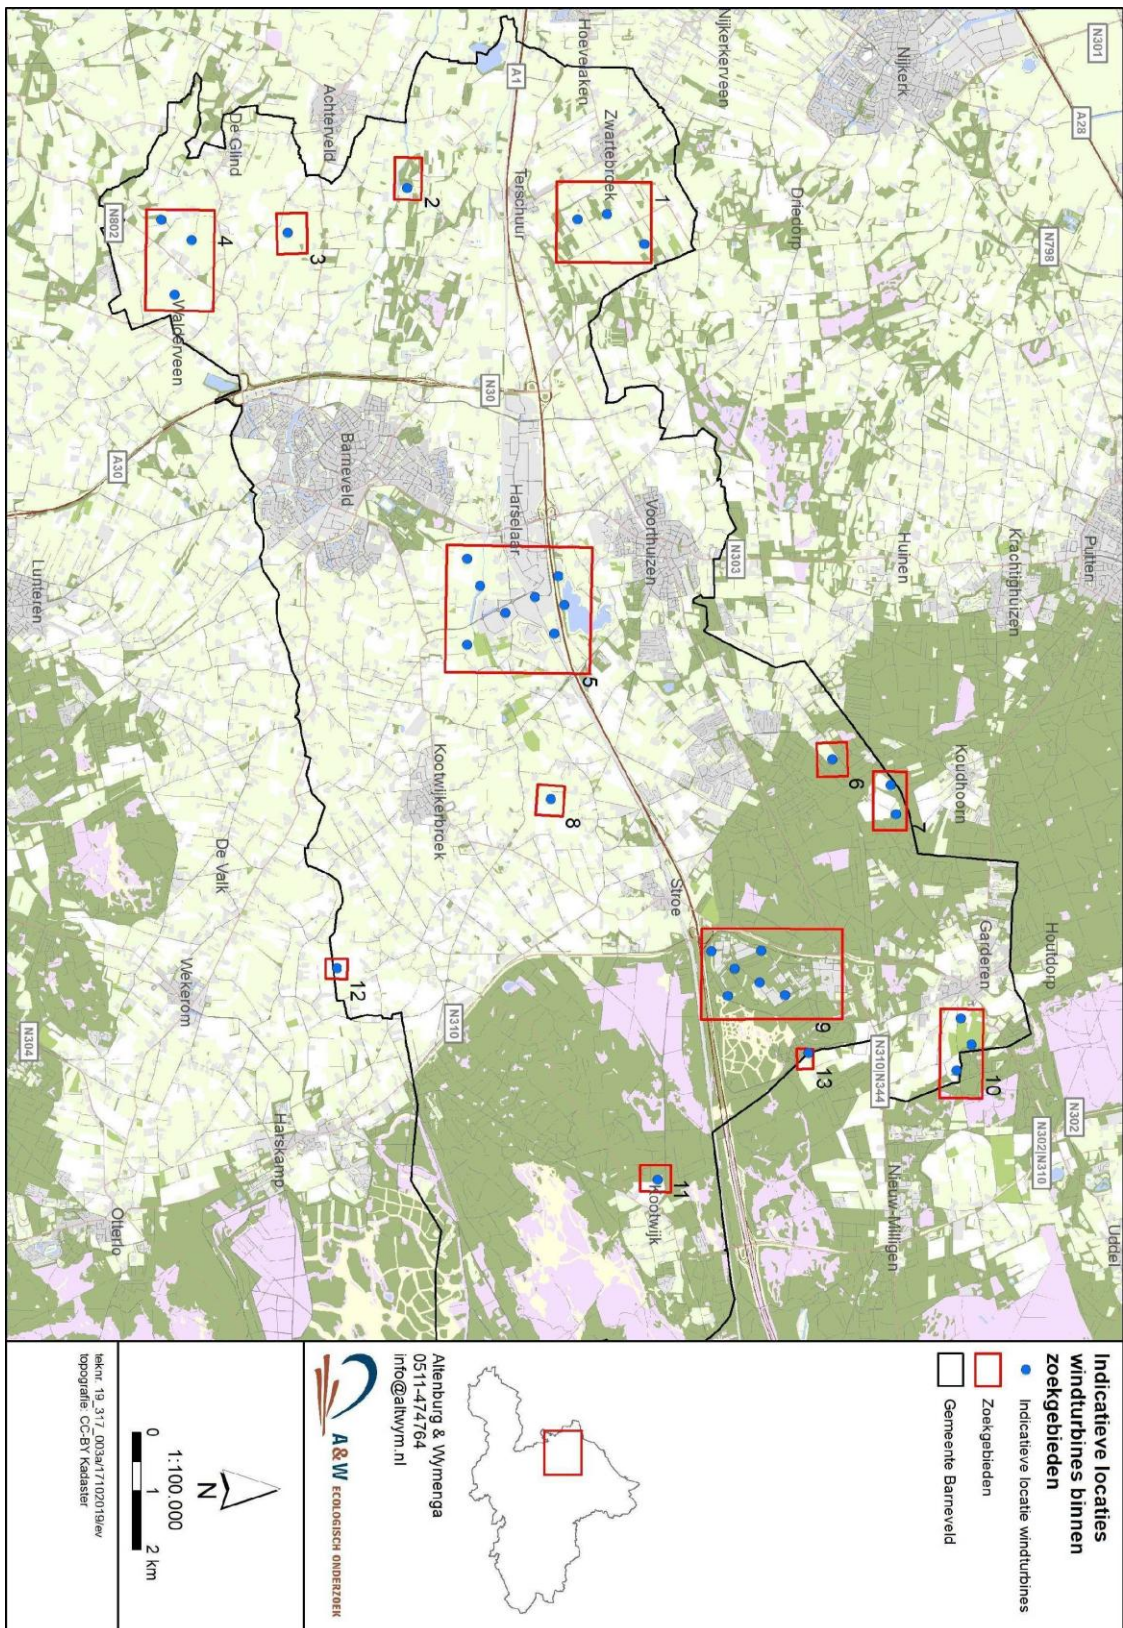 N301
Nijkerk
Nijkerkerveen
Hoevelaken
A1
A28
Zwartebroek
Achterveld
De Glind
Driedorp
N798
1
Terschuur
2
3
4
N802
Walderveen
N30
A30
Barneveld
Harselaar
Voorthuizen
N303
Huinen
Krachtighuizen
Putten
Lunteren
5
6
7
Koudhoorn
8
Kootwijkerbroek
De Valk
Stroe
Garderen
Houtdorp
9
10
12
Wekerom
N310
N304
13
N310|N344
N302
N302|N310
Harskamp
11
Kootwijk
Nieuw-Milligen
Uddel
Otterlo
Indicatieve locaties
windturbines binnen
zoekgebieden
Indicatieve locatie windturbines
Zoekgebieden
Gemeente Barneveld
Altenburg & Wymenga
0511-474764
info@altwym.nl
A&W ECOLOGISCH ONDERZOEK
N
1:100.000
0 1 2 km
teknr. 19_317_003a/17102019/ev
topografie: CC-BY Kadaster